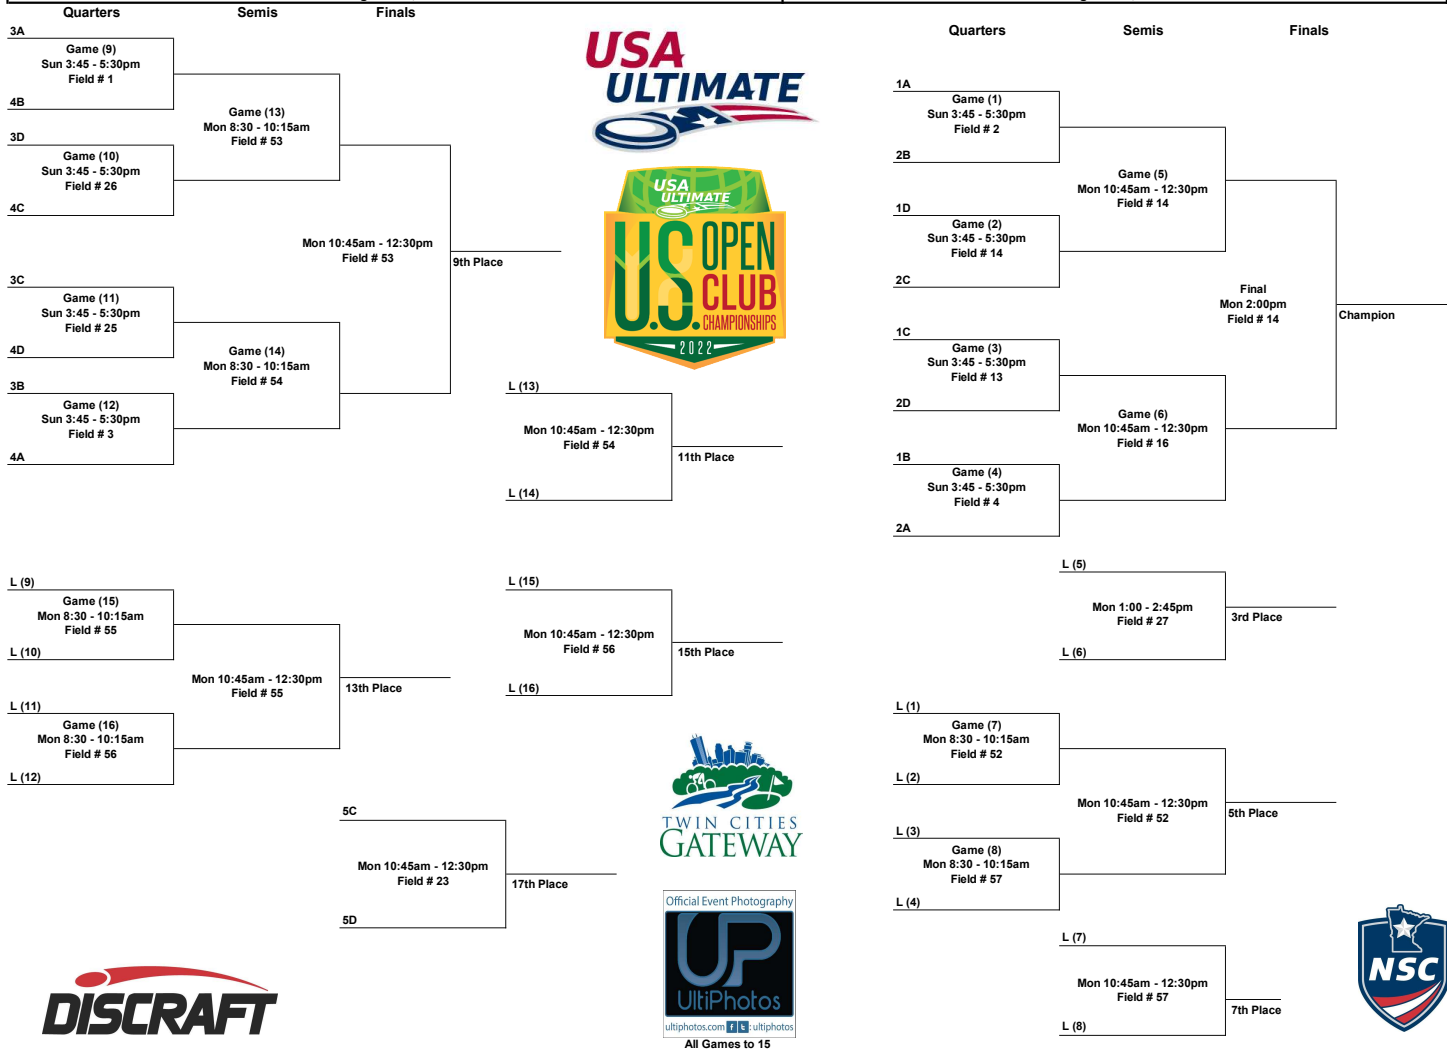 Quarters
Semis
Finals
3A
Game (9)
Sun 3:45 - 5:30pm
Field # 1
4B
Game (13)
Mon 8:30 - 10:15am
Field # 53
3D
Game (10)
Sun 3:45 - 5:30pm
Field # 26
4C
Mon 10:45am - 12:30pm
Field # 53
9th Place
3C
Game (11)
Sun 3:45 - 5:30pm
Field # 25
4D
Game (14)
Mon 8:30 - 10:15am
Field # 54
3B
Game (12)
Sun 3:45 - 5:30pm
Field # 3
4A
L (13)
Mon 10:45am - 12:30pm
Field # 54
11th Place
L (14)
L (9)
Game (15)
Mon 8:30 - 10:15am
Field # 55
L (10)
Mon 10:45am - 12:30pm
Field # 55
13th Place
L (11)
Game (16)
Mon 8:30 - 10:15am
Field # 56
L (12)
L (15)
Mon 10:45am - 12:30pm
Field # 56
15th Place
L (16)
5C
Mon 10:45am - 12:30pm
Field # 23
17th Place
5D
DISCRAFT
USA
ULTIMATE
USA
ULTIMATE
U.S. OPEN
CLUB
CHAMPIONSHIPS
2022
TWIN CITIES
GATEWAY
Official Event Photography
UP
UltiPhotos
ultiphotos.com f t : ultiphotos
All Games to 15
Quarters
Semis
Finals
1A
Game (1)
Sun 3:45 - 5:30pm
Field # 2
2B
Game (5)
Mon 10:45am - 12:30pm
Field # 14
1D
Game (2)
Sun 3:45 - 5:30pm
Field # 14
2C
Final
Mon 2:00pm
Field # 14
Champion
1C
Game (3)
Sun 3:45 - 5:30pm
Field # 13
2D
Game (6)
Mon 10:45am - 12:30pm
Field # 16
1B
Game (4)
Sun 3:45 - 5:30pm
Field # 4
2A
L (5)
Mon 1:00 - 2:45pm
Field # 27
3rd Place
L (6)
L (1)
Game (7)
Mon 8:30 - 10:15am
Field # 52
L (2)
Mon 10:45am - 12:30pm
Field # 52
5th Place
L (3)
Game (8)
Mon 8:30 - 10:15am
Field # 57
L (4)
L (7)
Mon 10:45am - 12:30pm
Field # 57
7th Place
L (8)
NSC